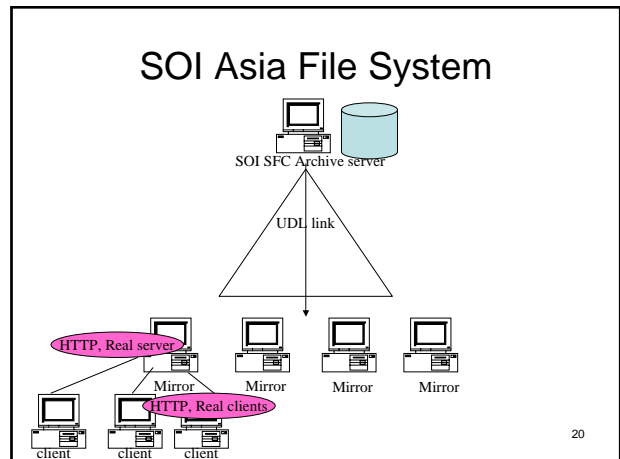 SOI Asia File System
SOI SFC Archive server
UDL link
HTTP, Real server
Mirror
Mirror
Mirror
Mirror
HTTP, Real clients
client
client
client
20